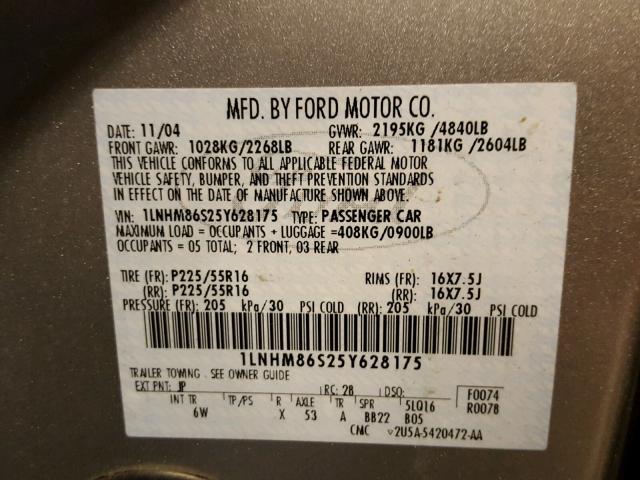 MFD. BY FORD MOTOR CO.
DATE: 11/04 GVWR: 2195KG /4840LB
FRONT GAWR: 1028KG/2268LB REAR GAWR: 1181KG /2604LB
THIS VEHICLE CONFORMS TO ALL APPLICABLE FEDERAL MOTOR
VEHICLE SAFETY, BUMPER, AND THEFT PREVENTION STANDARDS
IN EFFECT ON THE DATE OF MANUFACTURE SHOWN ABOVE.
VIN: 1LNHM86S25Y628175 TYPE: PASSENGER CAR
MAXIMUM LOAD = OCCUPANTS + LUGGAGE =408KG/0900LB
OCCUPANTS = 05 TOTAL; 2 FRONT, 03 REAR
TIRE (FR): P225/55R16 RIMS (FR): 16X7.5J
(RR): P225/55R16 (RR): 16X7.5J
PRESSURE (FR): 205 kPa/30 PSI COLD (RR): 205 kPa/30 PSI COLD
1LNHM86S25Y628175
TRAILER TOWING - SEE OWNER GUIDE
EXT PNT: JP RC: 2B DSO: F0074
INT TR TP/PS R AXLE TR SPR 5LQ16 R0078
6W X 53 A BB22 B05
CMC v2U5A-5420472-AA